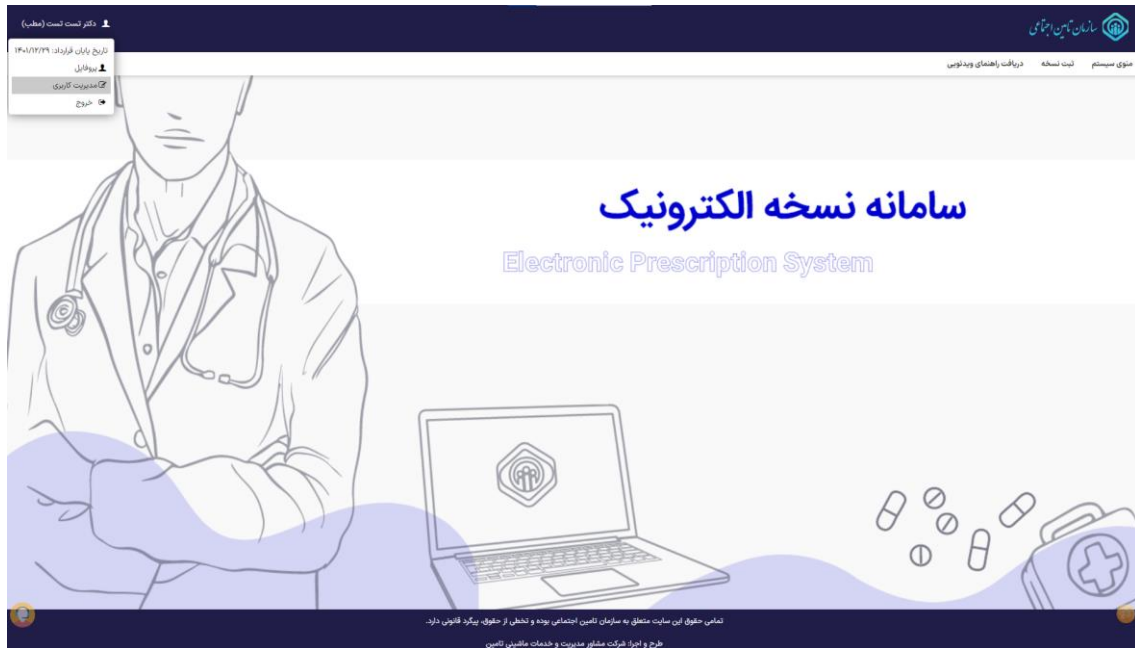 سازمان تامین اجتماعی
دکتر تست تست (مطب)
تاریخ پایان قرارداد: ۱۴۰۱/۱۲/۲۹
پروفایل
مدیریت کاربری
خروج
منوی سیستم ثبت نسخه دریافت راهنمای ویدئویی
سامانه نسخه الکترونیک
Electronic Prescription System
تمامی حقوق این سایت متعلق به سازمان تامین اجتماعی بوده و تخطی از حقوق، پیگرد قانونی دارد.
طرح و اجرا: شرکت مشاور مدیریت و خدمات ماشینی تامین